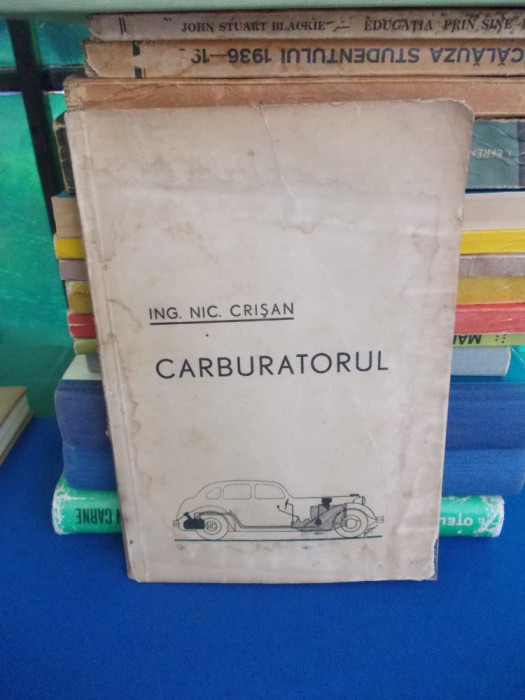 JOHN STUART BLACKIE — EDUCAȚIA PRIN SINE
CĂLĂUZA STUDENTULUI 1936-19
ING. NIC. CRIȘAN
CARBURATORUL